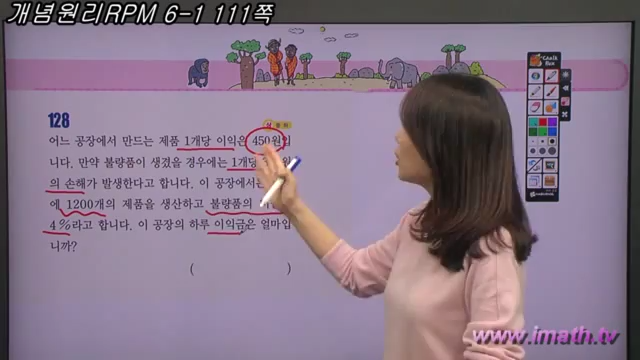 개념원리RPM 6-1 111쪽
128
어느 공장에서 만드는 제품 1개당 이익은 450원입
니다. 만약 불량품이 생겼을 경우에는 1개당
의 손해가 발생한다고 합니다. 이 공장에서는
에 1200개의 제품을 생산하고 불량품의
4%라고 합니다. 이 공장의 하루 이익금은 얼마입
니까?
( )
www.imath.tv